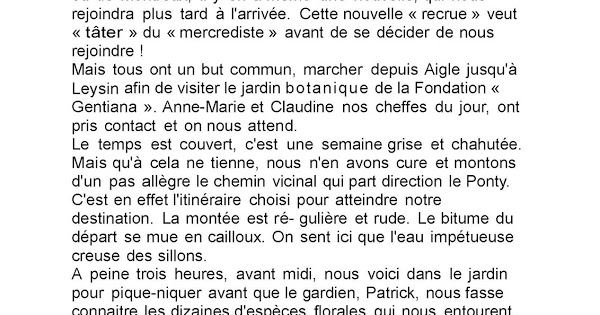 rejoindra plus tard à l'arrivée. Cette nouvelle « recrue » veut
« tâter » du « mercrediste » avant de se décider de nous
rejoindre !
Mais tous ont un but commun, marcher depuis Aigle jusqu'à
Leysin afin de visiter le jardin botanique de la Fondation «
Gentiana ». Anne-Marie et Claudine nos cheffes du jour, ont
pris contact et on nous attend.
Le temps est couvert, c'est une semaine grise et chahutée.
Mais qu'à cela ne tienne, nous n'en avons cure et montons
d'un pas allègre le chemin vicinal qui part direction le Ponty.
C'est en effet l'itinéraire choisi pour atteindre notre
destination. La montée est ré- gulière et rude. Le bitume du
départ se mue en cailloux. On sent ici que l'eau impétueuse
creuse des sillons.
A peine trois heures, avant midi, nous voici dans le jardin
pour pique-niquer avant que le gardien, Patrick, nous fasse
connaitre les dizaines d'espèces florales qui nous entourent